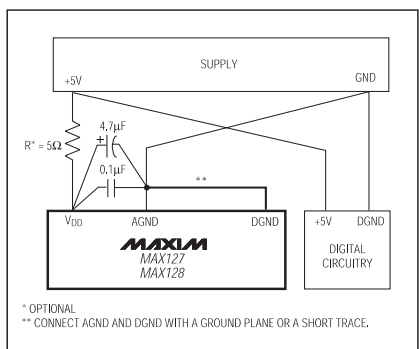 SUPPLY
+5V
GND
4.7µF
+
R* = 5Ω
0.1µF
**
VDD
AGND
DGND
+5V
DGND
MAXIM
MAX127
MAX128
DIGITAL
CIRCUITRY
* OPTIONAL
** CONNECT AGND AND DGND WITH A GROUND PLANE OR A SHORT TRACE.